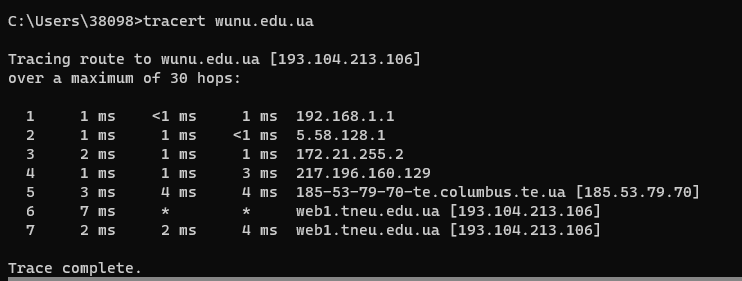 C:\Users\38098>tracert wunu.edu.ua
Tracing route to wunu.edu.ua [193.104.213.106]
over a maximum of 30 hops:
1 1 ms <1 ms 1 ms 192.168.1.1
2 1 ms 1 ms <1 ms 5.58.128.1
3 2 ms 1 ms 1 ms 172.21.255.2
4 1 ms 1 ms 3 ms 217.196.160.129
5 3 ms 4 ms 4 ms 185-53-79-70-te.columbus.te.ua [185.53.79.70]
6 7 ms * * web1.tneu.edu.ua [193.104.213.106]
7 2 ms 2 ms 4 ms web1.tneu.edu.ua [193.104.213.106]
Trace complete.